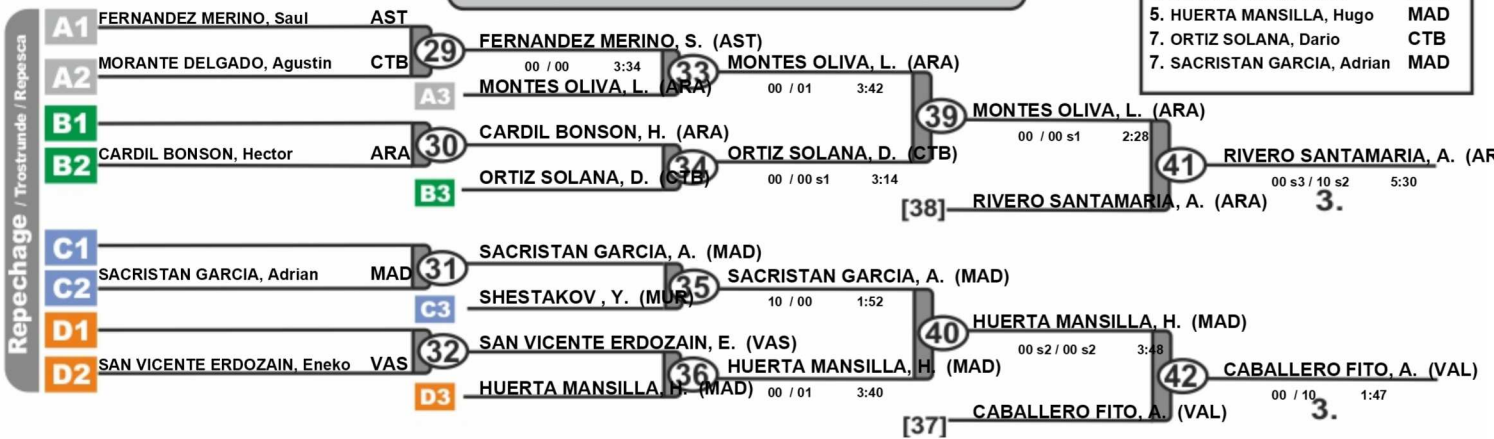 Repechage / Trostrunde / Repesca
5. HUERTA MANSILLA, Hugo MAD
7. ORTIZ SOLANA, Dario CTB
7. SACRISTAN GARCIA, Adrian MAD
A1 FERNANDEZ MERINO, Saul AST
A2 MORANTE DELGADO, Agustin CTB
29
FERNANDEZ MERINO, S. (AST)
00 / 00 3:34
A3 MONTES OLIVA, L. (ARA)
33
MONTES OLIVA, L. (ARA)
00 / 01 3:42
B1
B2 CARDIL BONSON, Hector ARA
30
CARDIL BONSON, H. (ARA)
B3 ORTIZ SOLANA, D. (CTB)
34
ORTIZ SOLANA, D. (CTB)
00 / 00 s1 3:14
39
MONTES OLIVA, L. (ARA)
00 / 00 s1 2:28
[38] RIVERO SANTAMARIA, A. (ARA)
41
RIVERO SANTAMARIA, A. (AR
00 s3 / 10 s2 5:30
3.
C1
C2 SACRISTAN GARCIA, Adrian MAD
31
SACRISTAN GARCIA, A. (MAD)
C3 SHESTAKOV , Y. (MUR)
35
SACRISTAN GARCIA, A. (MAD)
10 / 00 1:52
D1
D2 SAN VICENTE ERDOZAIN, Eneko VAS
32
SAN VICENTE ERDOZAIN, E. (VAS)
D3 HUERTA MANSILLA, H. (MAD)
36
HUERTA MANSILLA, H. (MAD)
00 / 01 3:40
40
HUERTA MANSILLA, H. (MAD)
00 s2 / 00 s2 3:48
[37] CABALLERO FITO, A. (VAL)
42
CABALLERO FITO, A. (VAL)
00 / 10 1:47
3.